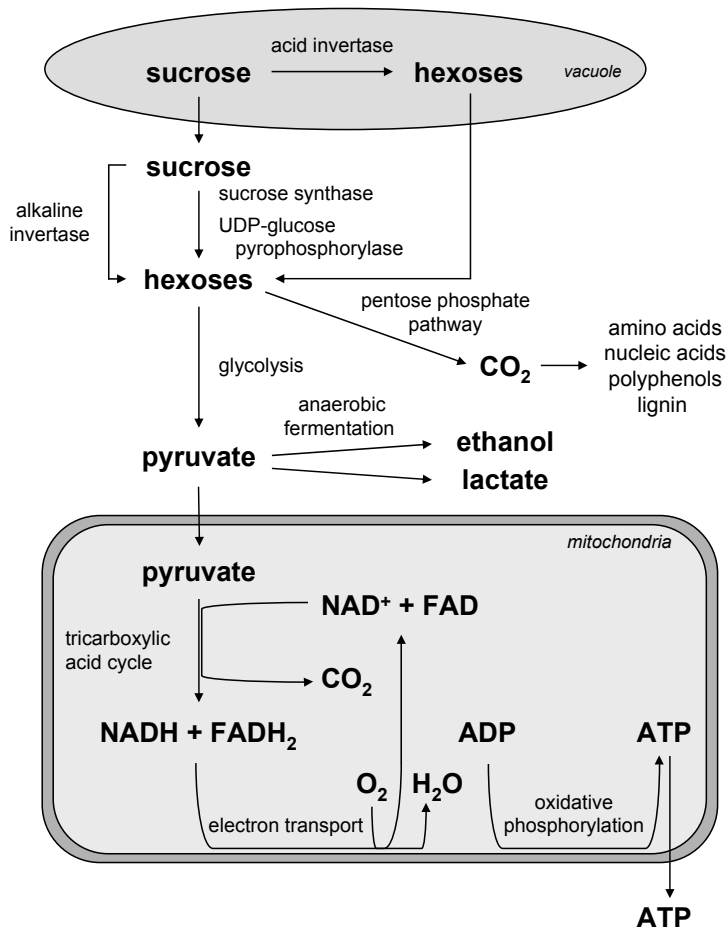 acid invertase
sucrose
hexoses
vacuole
sucrose
sucrose synthase
alkaline
invertase
UDP-glucose
pyrophosphorylase
hexoses
pentose phosphate
pathway
CO₂
amino acids
nucleic acids
polyphenols
lignin
glycolysis
anaerobic
fermentation
pyruvate
ethanol
lactate
mitochondria
pyruvate
NAD⁺ + FAD
tricarboxylic
acid cycle
CO₂
NADH + FADH₂
ADP
ATP
O₂
H₂O
electron transport
oxidative
phosphorylation
ATP